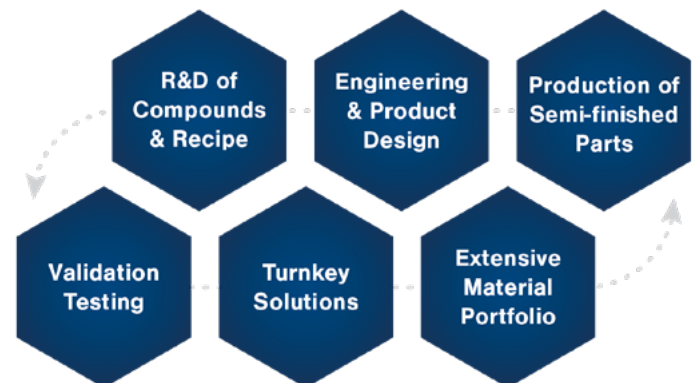 R&D of
Compounds
& Recipe
Engineering
& Product
Design
Production of
Semi-finished
Parts
Validation
Testing
Turnkey
Solutions
Extensive
Material
Portfolio